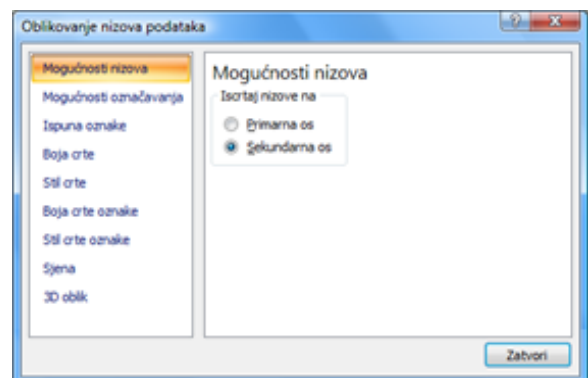 Oblikovanje nizova podataka
Mogućnosti nizova
Mogućnosti označavanja
Ispuna oznake
Boja crte
Stil crte
Boja crte oznake
Stil crte oznake
Sjena
3D oblik
Mogućnosti nizova
Iscrtaj nizove na
Primarna os
Sekundarna os
Zatvori